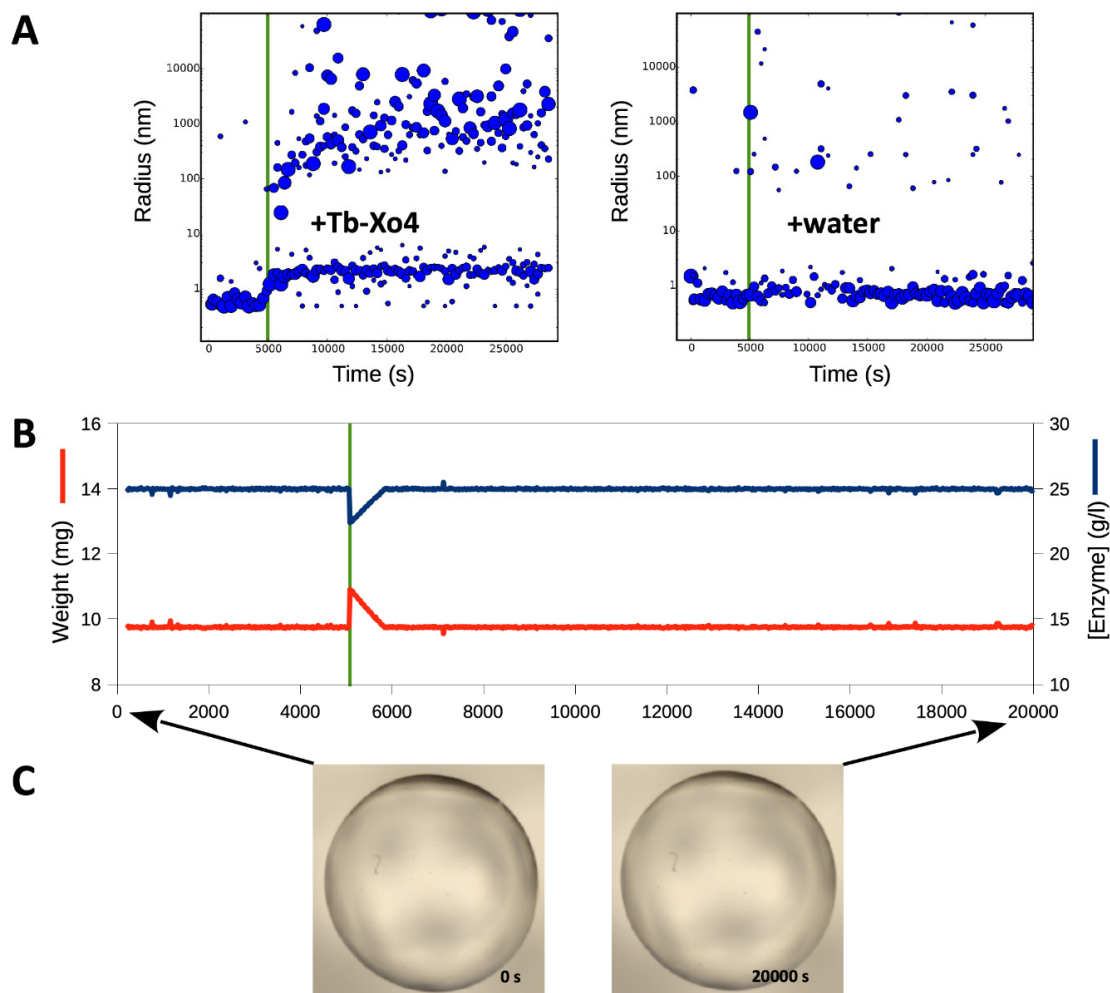 A
Radius (nm)
10000
1000
100
10
1
+Tb-Xo4
0 5000 10000 15000 20000 25000
Time (s)
Radius (nm)
10000
1000
100
10
1
+water
0 5000 10000 15000 20000 25000
Time (s)
B
Weight (mg)
16
14
12
10
8
30
25
20
15
10
[Enzyme] (g/l)
0 2000 4000 6000 8000 10000 12000 14000 16000 18000 20000
C
0 s
20000 s